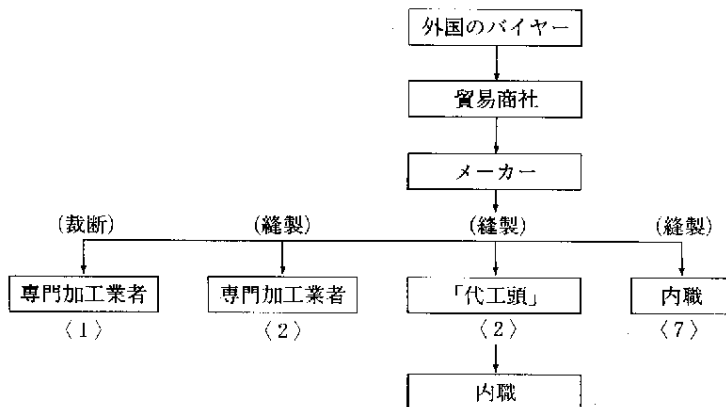 外国のバイヤー
貿易商社
メーカー
(裁断) (縫製) (縫製) (縫製)
専門加工業者 専門加工業者 「代工頭」 内職
〈1〉 〈2〉 〈2〉 〈7〉
内職